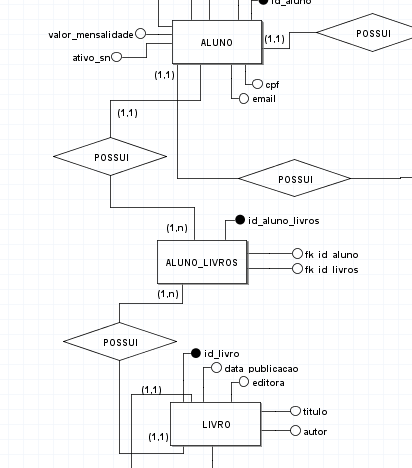 id_aluno
valor_mensalidade
ALUNO
(1,1)
POSSUI
ativo_sn
(1,1)
cpf
email
(1,1)
POSSUI
POSSUI
id_aluno_livros
(1,n)
fk id aluno
ALUNO_LIVROS
fk id livros
(1,n)
POSSUI
id_livro
data publicacao
(1,1)
editora
titulo
LIVRO
autor
(1,1)